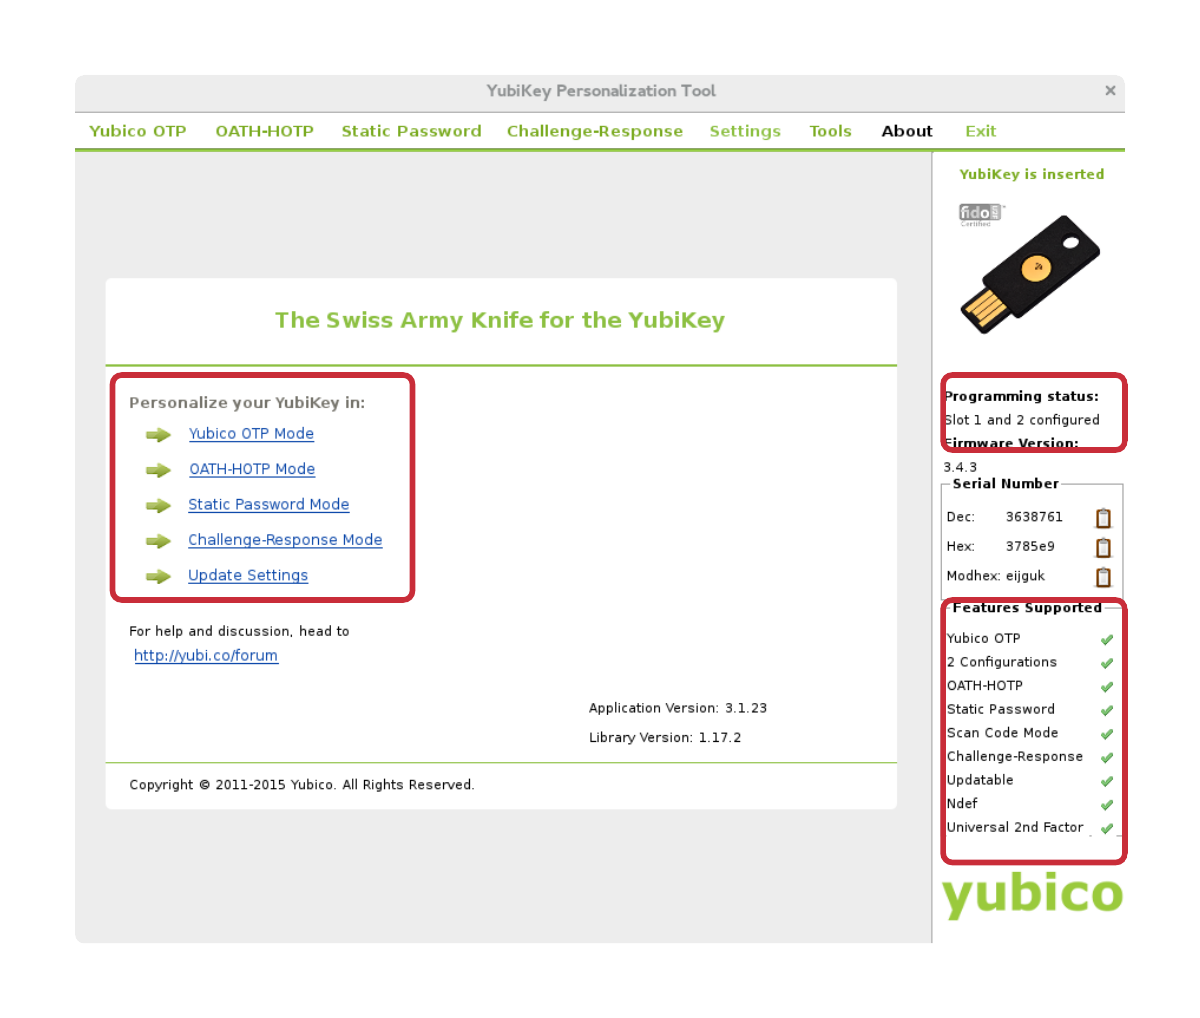 YubiKey Personalization Tool
Yubico OTP OATH-HOTP Static Password Challenge-Response Settings Tools About Exit
The Swiss Army Knife for the YubiKey
Personalize your YubiKey in:
Yubico OTP Mode
OATH-HOTP Mode
Static Password Mode
Challenge-Response Mode
Update Settings
For help and discussion, head to
http://yubi.co/forum
Application Version: 3.1.23
Library Version: 1.17.2
Copyright © 2011-2015 Yubico. All Rights Reserved.
YubiKey is inserted
fido
Certified
Programming status:
Slot 1 and 2 configured
Firmware Version:
3.4.3
Serial Number
Dec: 3638761
Hex: 3785e9
Modhex: eijguk
Features Supported
Yubico OTP
2 Configurations
OATH-HOTP
Static Password
Scan Code Mode
Challenge-Response
Updatable
Ndef
Universal 2nd Factor
yubico